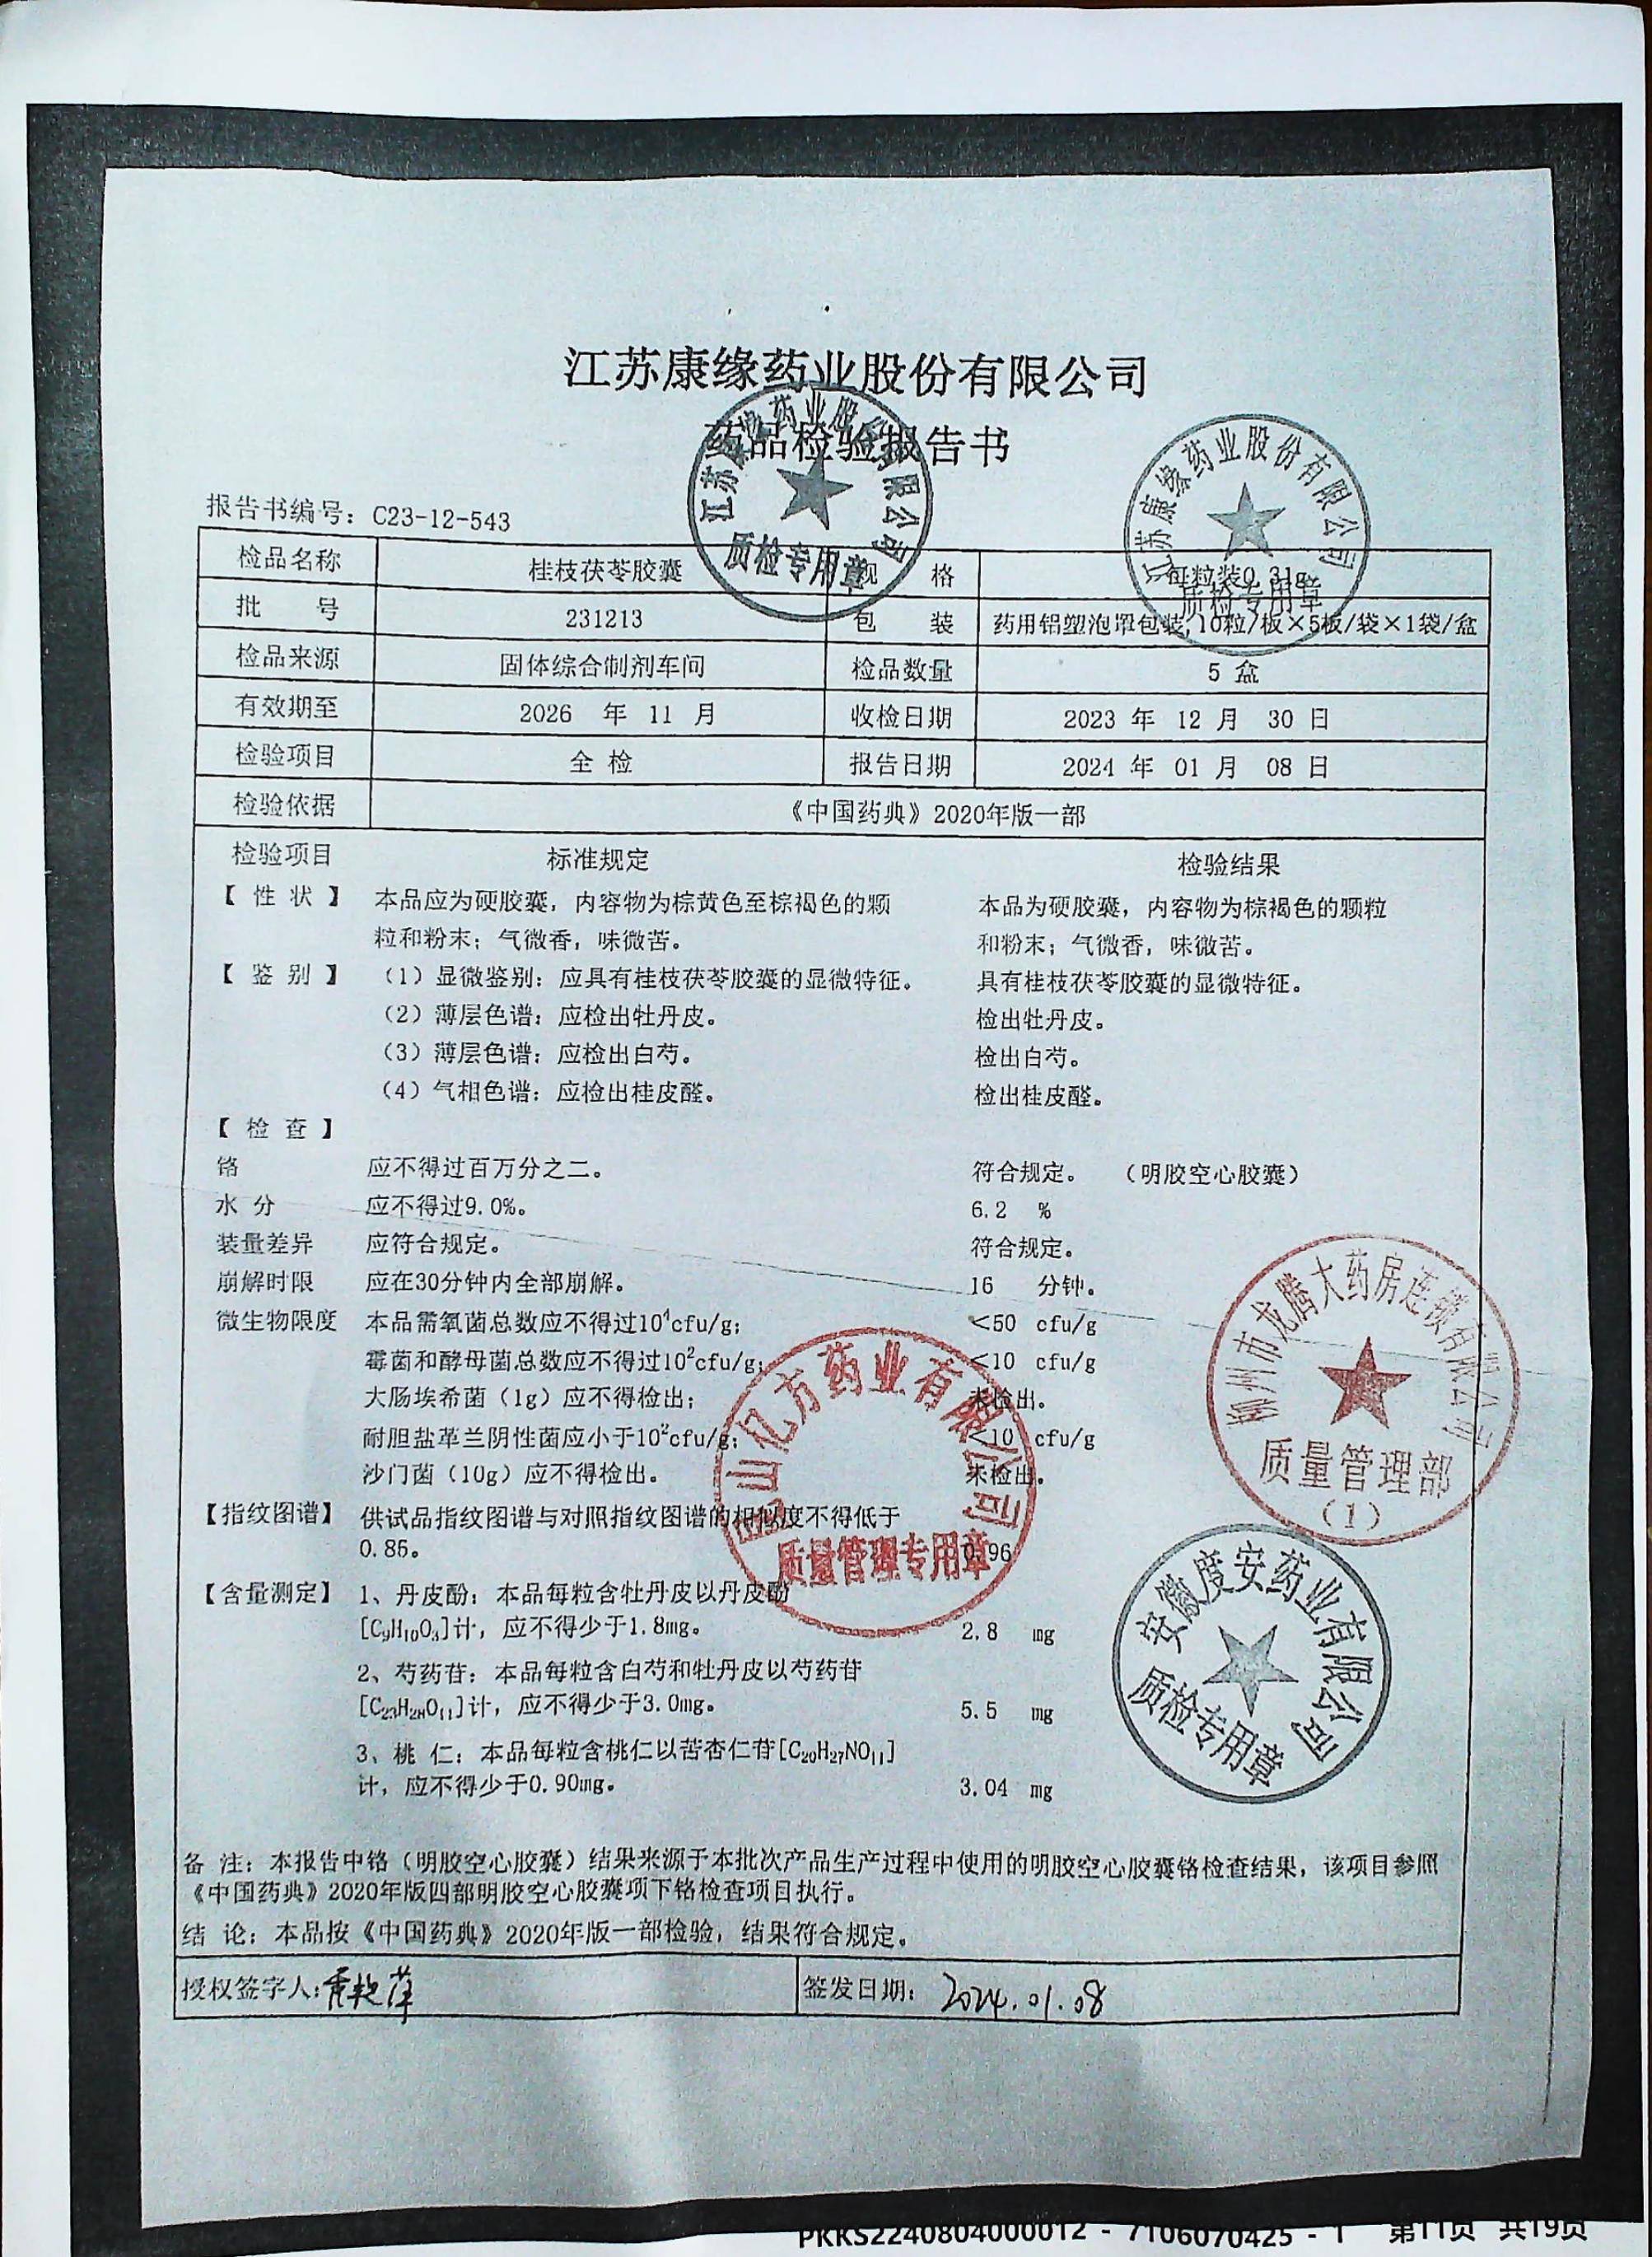 江苏康缘药业股份有限公司
药品检验报告书
报告书编号：C23-12-543
江苏康缘药业股份有限公司
质检专用章
江苏康缘药业股份有限公司
质检专用章
检品名称 桂枝茯苓胶囊 规 格 每粒装0.31g
批 号 231213 包 装 药用铝塑泡罩包装,10粒/板×5板/袋×1袋/盒
检品来源 固体综合制剂车间 检品数量 5 盒
有效期至 2026 年 11 月 收检日期 2023 年 12 月 30 日
检验项目 全 检 报告日期 2024 年 01 月 08 日
检验依据 《中国药典》2020年版一部
检验项目 标准规定 检验结果
【 性 状 】 本品应为硬胶囊，内容物为棕黄色至棕褐色的颗 本品为硬胶囊，内容物为棕褐色的颗粒
粒和粉末；气微香，味微苦。 和粉末；气微香，味微苦。
【 鉴 别 】 （1）显微鉴别：应具有桂枝茯苓胶囊的显微特征。 具有桂枝茯苓胶囊的显微特征。
（2）薄层色谱：应检出牡丹皮。 检出牡丹皮。
（3）薄层色谱：应检出白芍。 检出白芍。
（4）气相色谱：应检出桂皮醛。 检出桂皮醛。
【 检 查 】
铬 应不得过百万分之二。 符合规定。 （明胶空心胶囊）
水 分 应不得过9.0%。 6.2 %
装量差异 应符合规定。 符合规定。
崩解时限 应在30分钟内全部崩解。 16 分钟。
微生物限度 本品需氧菌总数应不得过10⁴cfu/g； <50 cfu/g
霉菌和酵母菌总数应不得过10²cfu/g； <10 cfu/g
大肠埃希菌（1g）应不得检出； 未检出。
耐胆盐革兰阴性菌应小于10²cfu/g； <10 cfu/g
沙门菌（10g）应不得检出。 未检出。
【指纹图谱】 供试品指纹图谱与对照指纹图谱的相似度不得低于
0.85。 0.96
【含量测定】 1、丹皮酚：本品每粒含牡丹皮以丹皮酚
[C₉H₁₀O₃]计，应不得少于1.8mg。 2.8 mg
2、芍药苷：本品每粒含白芍和牡丹皮以芍药苷
[C₂₃H₂₈O₁₁]计，应不得少于3.0mg。 5.5 mg
3、桃 仁：本品每粒含桃仁以苦杏仁苷[C₂₀H₂₇NO₁₁]
计，应不得少于0.90mg。 3.04 mg
柳州市龙腾大药房连锁有限公司
质量管理部
（1）
山亿方药业有限公司
质量管理专用章
安徽度安药业有限公司
质检专用章
备 注：本报告中铬（明胶空心胶囊）结果来源于本批次产品生产过程中使用的明胶空心胶囊铬检查结果，该项目参照
《中国药典》2020年版四部明胶空心胶囊项下铬检查项目执行。
结 论：本品按《中国药典》2020年版一部检验，结果符合规定。
授权签字人： 签发日期： 2024.01.08
PKKS2240804000012 - 7106070425 - 1 第11页 共19页